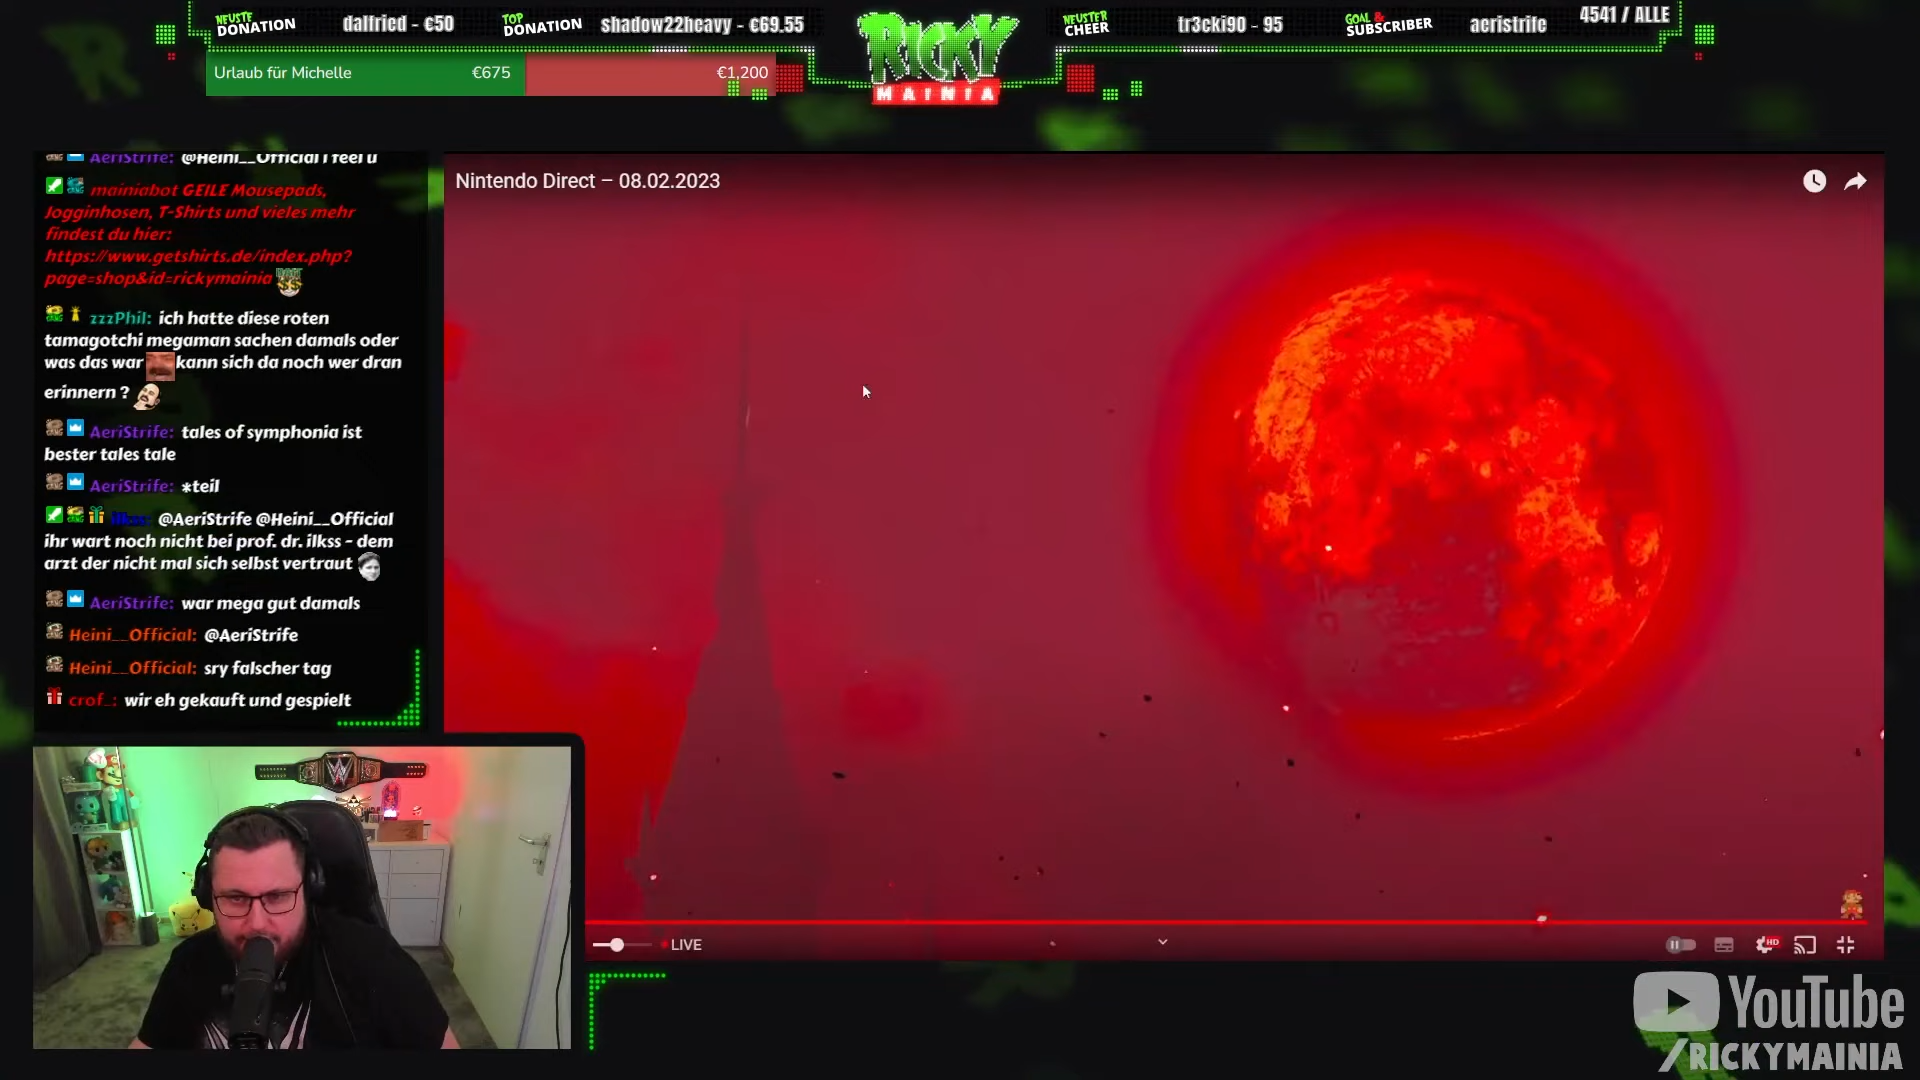 NEUSTE DONATION
dalfried - €50
TOP DONATION
shadow22heavy - €69.55
RICKY
MAINIA
NEUSTER CHEER
tr3cki90 - 95
GOAL & SUBSCRIBER
aeristrife
4541 / ALLE
Urlaub für Michelle €675 €1,200
AeriStrife: @Heini__Official i feel u
mainiabot GEILE Mousepads,
Jogginhosen, T-Shirts und vieles mehr
findest du hier:
https://www.getshirts.de/index.php?
page=shop&id=rickymainia
zzzPhil: ich hatte diese roten
tamagotchi megaman sachen damals oder
was das war kann sich da noch wer dran
erinnern ?
AeriStrife: tales of symphonia ist
bester tales tale
AeriStrife: *teil
ilkss: @AeriStrife @Heini__Official
ihr wart noch nicht bei prof. dr. ilkss - dem
arzt der nicht mal sich selbst vertraut
AeriStrife: war mega gut damals
Heini__Official: @AeriStrife
Heini__Official: sry falscher tag
crof_: wir eh gekauft und gespielt
Nintendo Direct – 08.02.2023
LIVE
HD
YouTube
/RICKYMAINIA